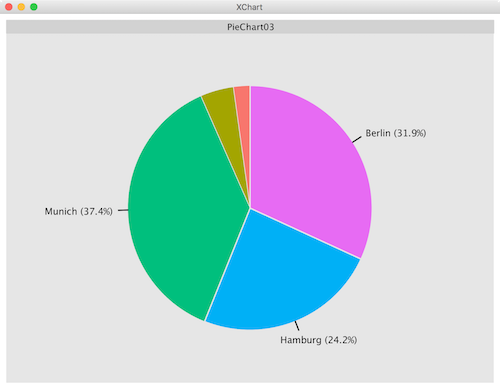 XChart
PieChart03
Berlin (31.9%)
Munich (37.4%)
Hamburg (24.2%)